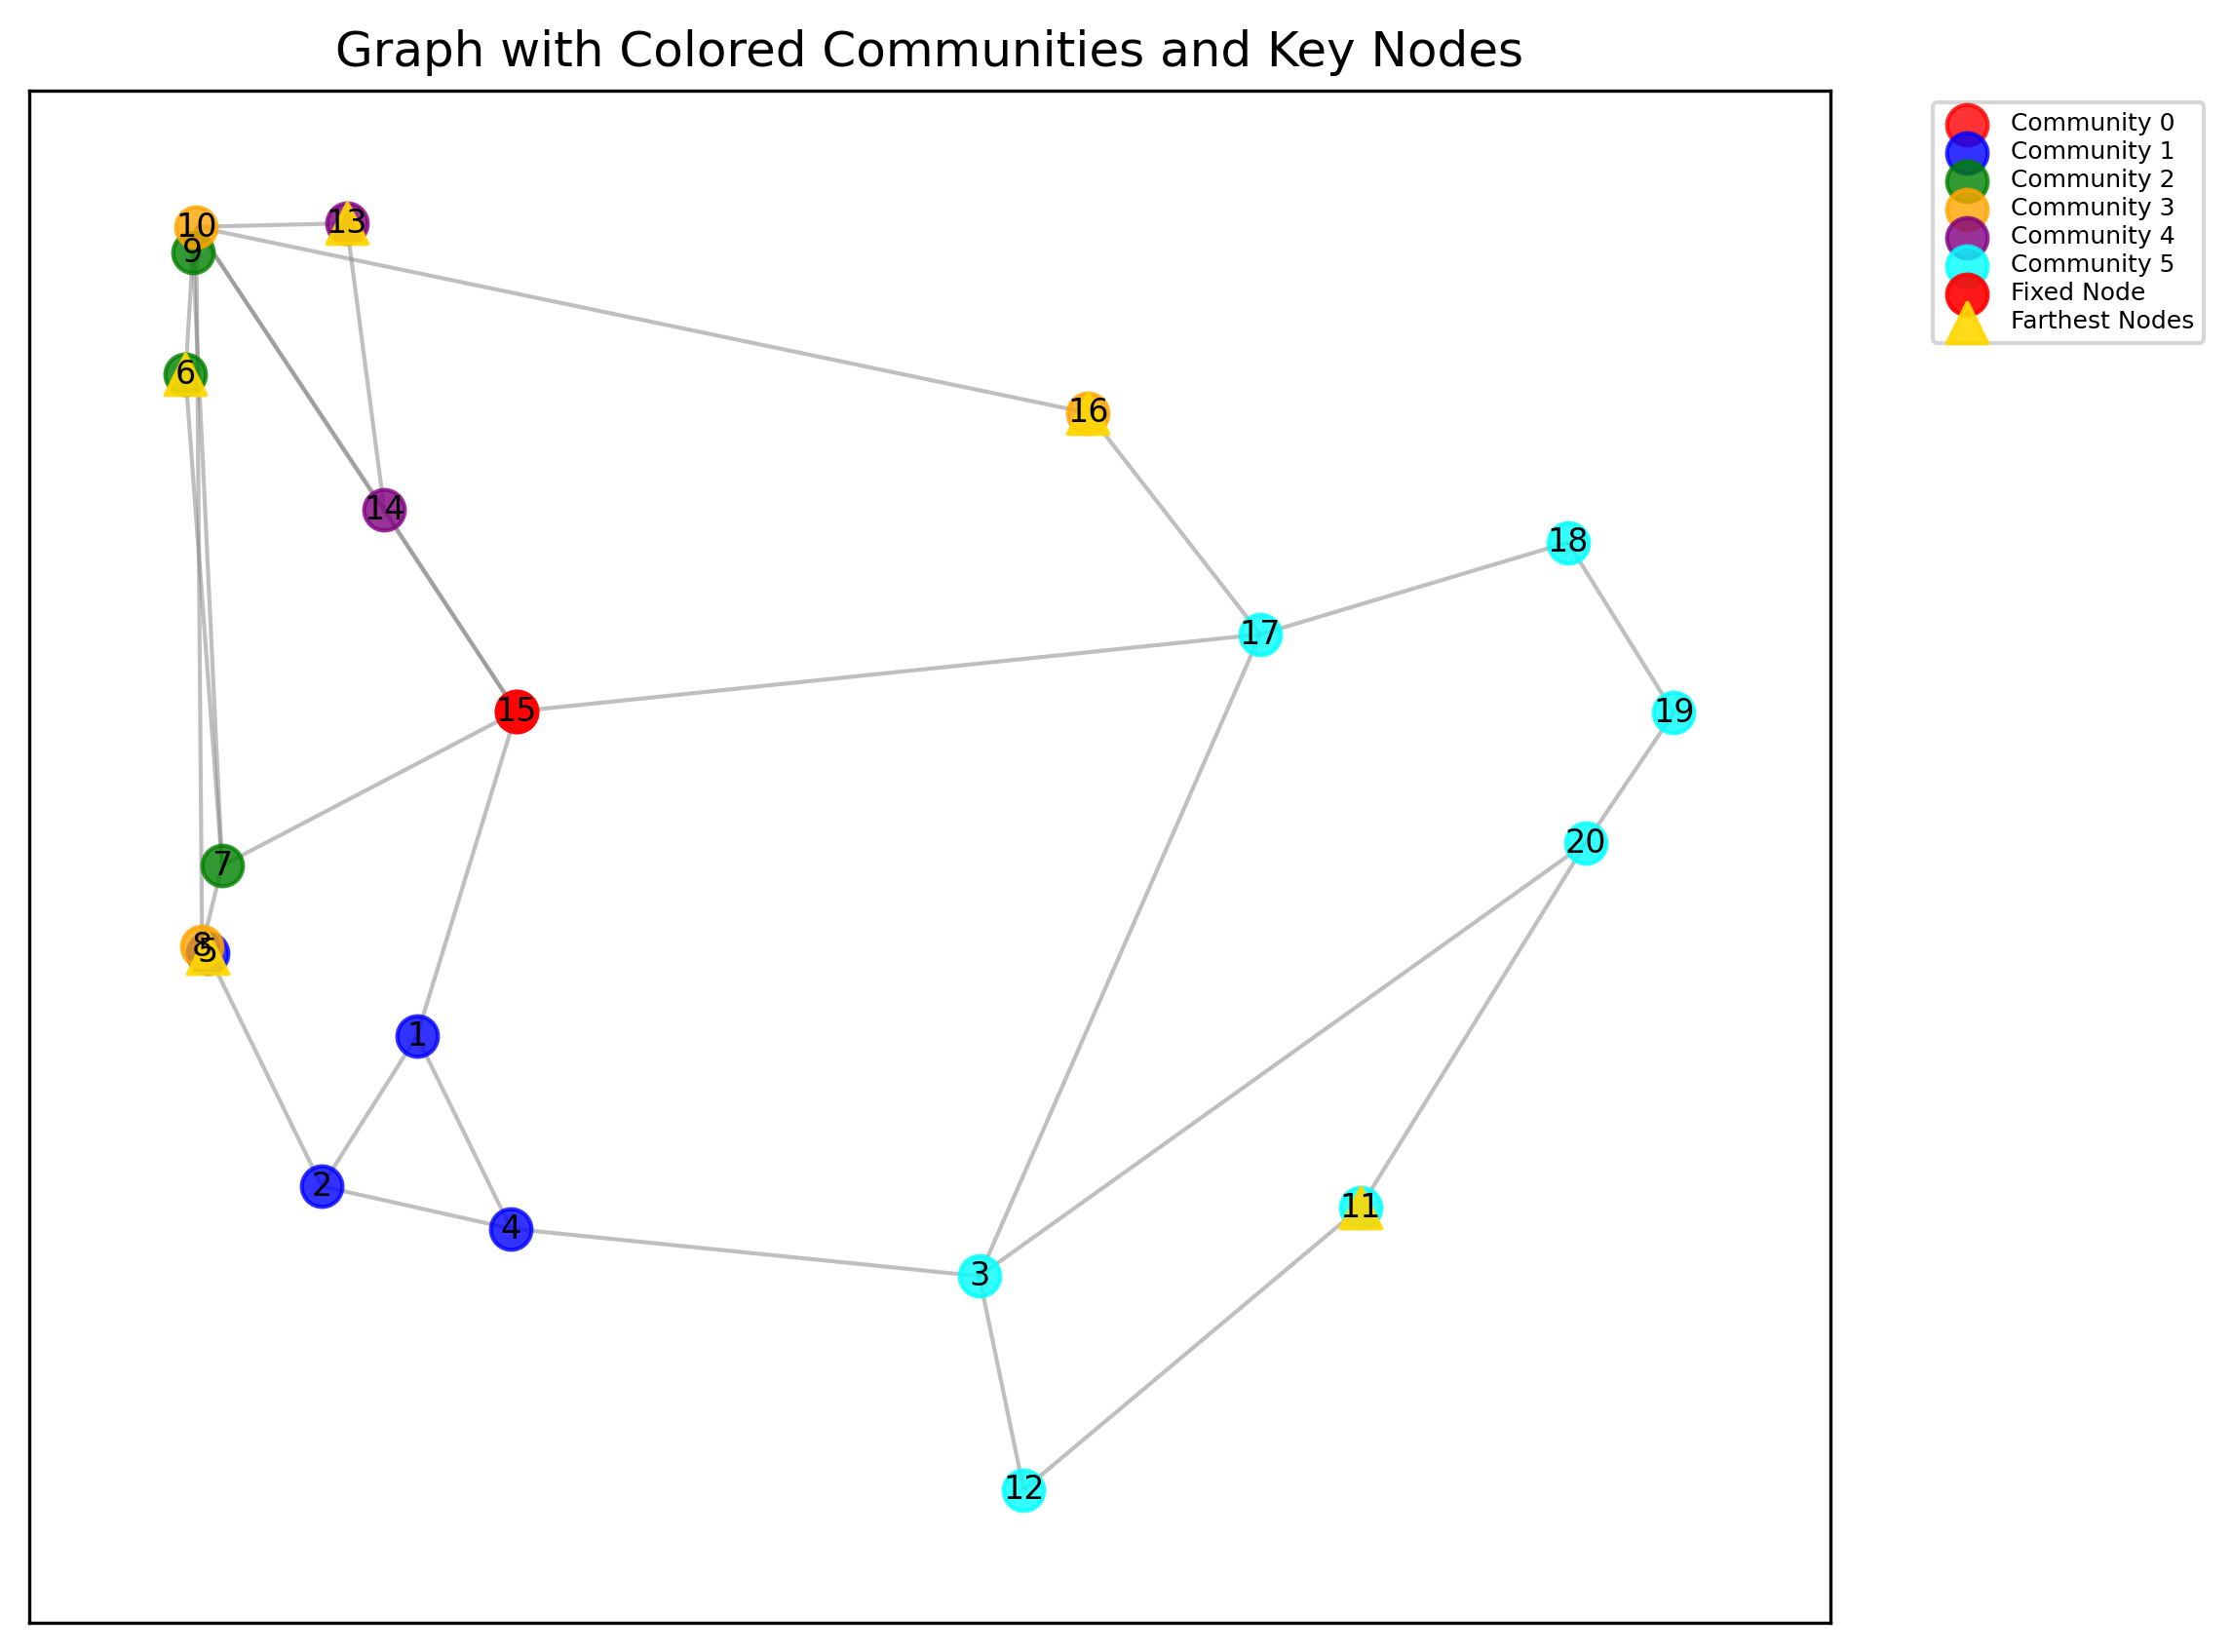 Graph with Colored Communities and Key Nodes
Community 0
Community 1
Community 2
Community 3
Community 4
Community 5
Fixed Node
Farthest Nodes
10
13
9
6
16
14
18
17
15
19
20
7
8
5
1
2
11
4
3
12